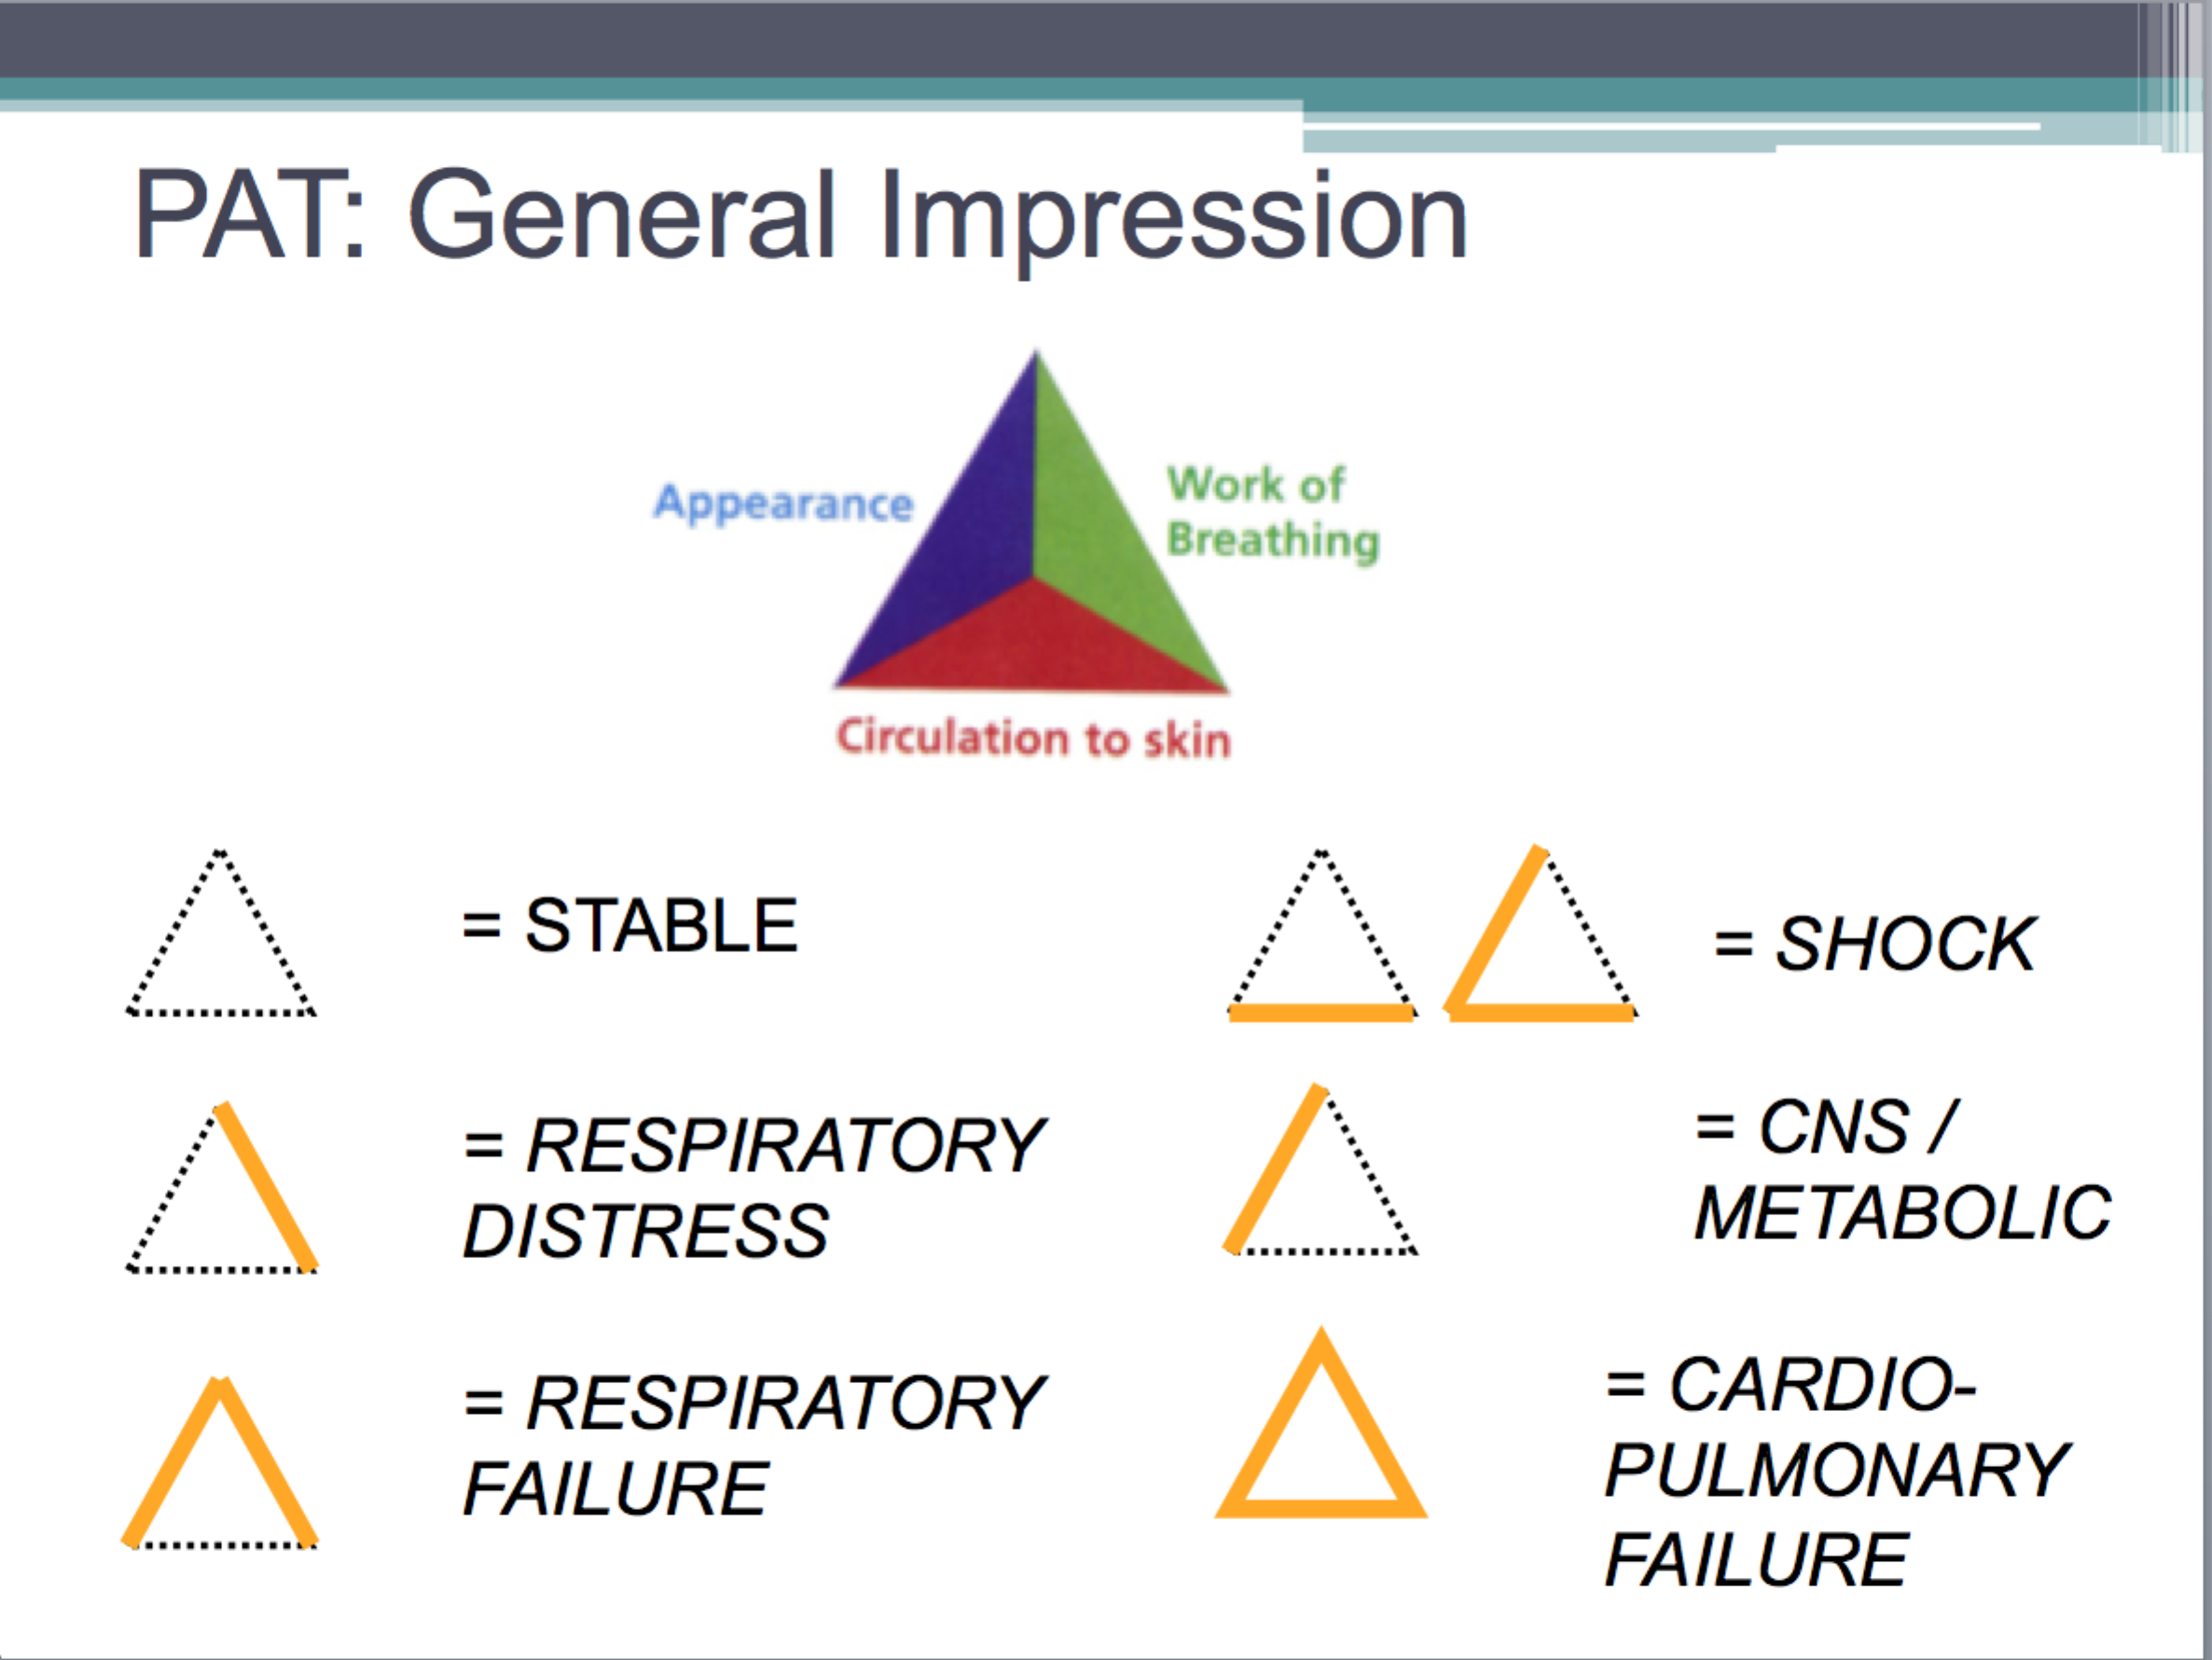 PAT: General Impression
Appearance
Work of
Breathing
Circulation to skin
= STABLE
= SHOCK
= RESPIRATORY
DISTRESS
= CNS /
METABOLIC
= RESPIRATORY
FAILURE
= CARDIO-
PULMONARY
FAILURE